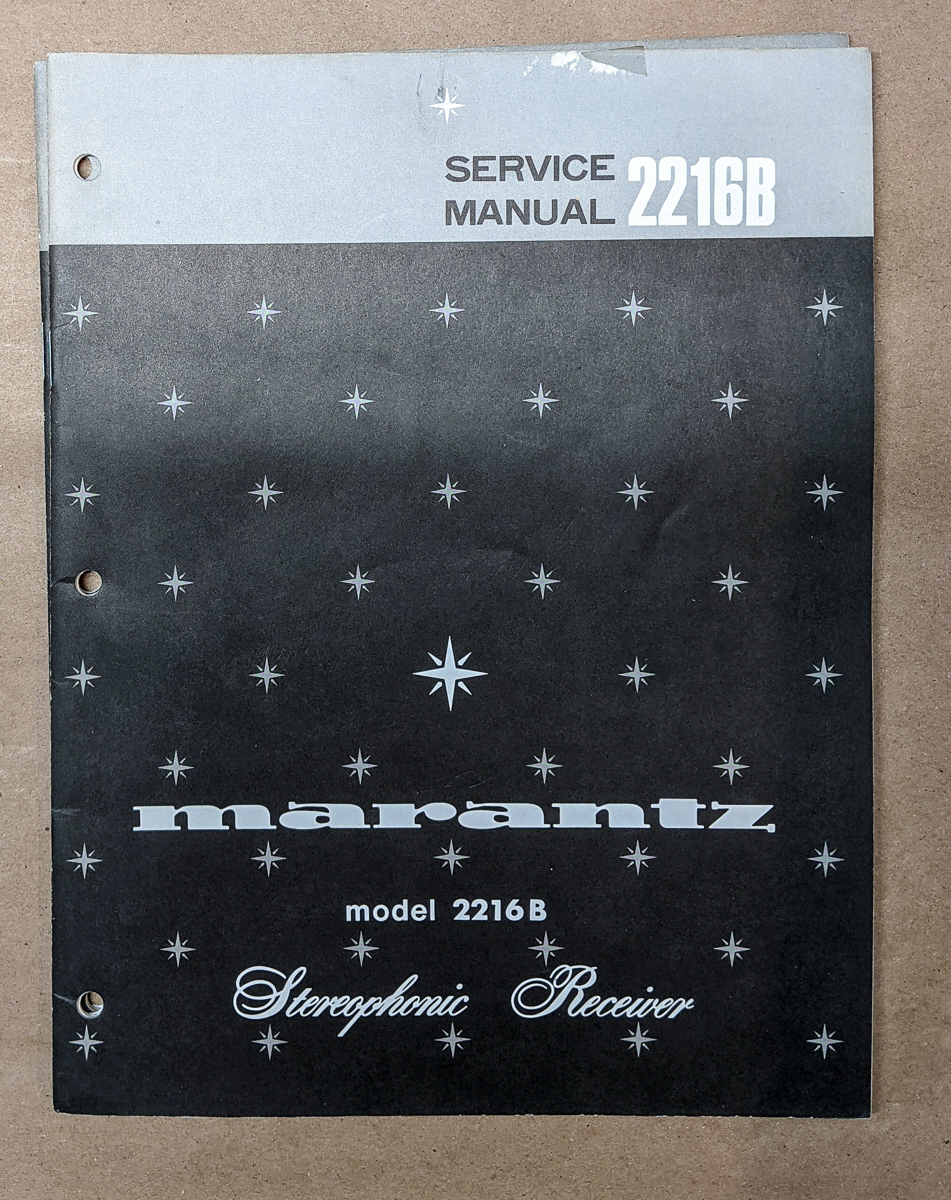 SERVICE
MANUAL 2216B
marantz
model 2216B
Stereophonic Receiver